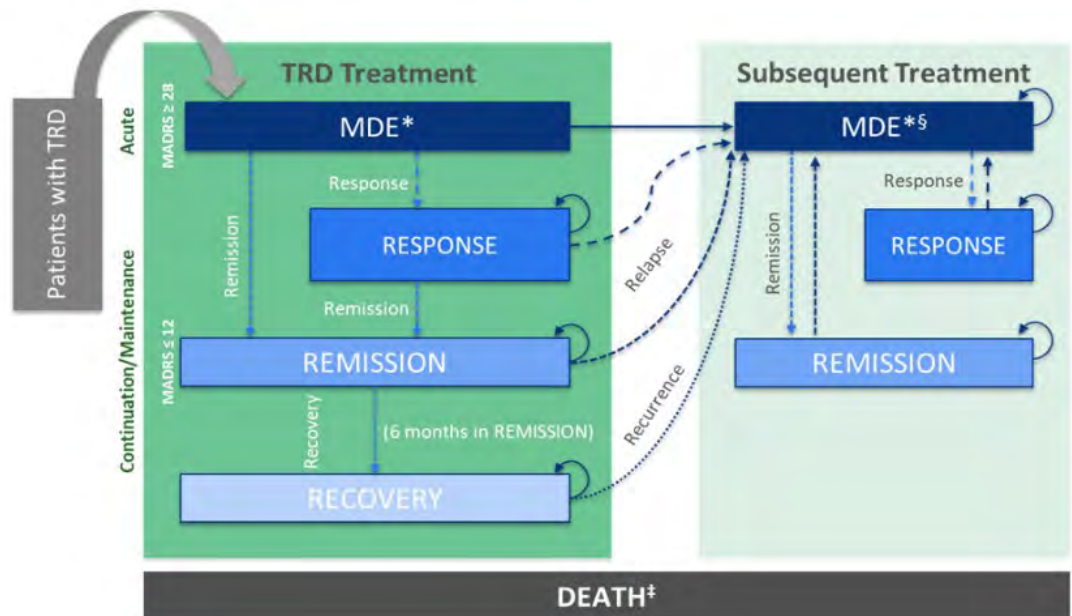 Patients with TRD
Acute
Continuation/Maintenance
MADRS ≥ 28
MADRS ≤ 12
TRD Treatment
MDE*
Response
Remission
RESPONSE
Remission
REMISSION
Recovery
(6 months in REMISSION)
RECOVERY
Relapse
Recurrence
Subsequent Treatment
MDE*§
Response
Remission
RESPONSE
REMISSION
DEATH‡